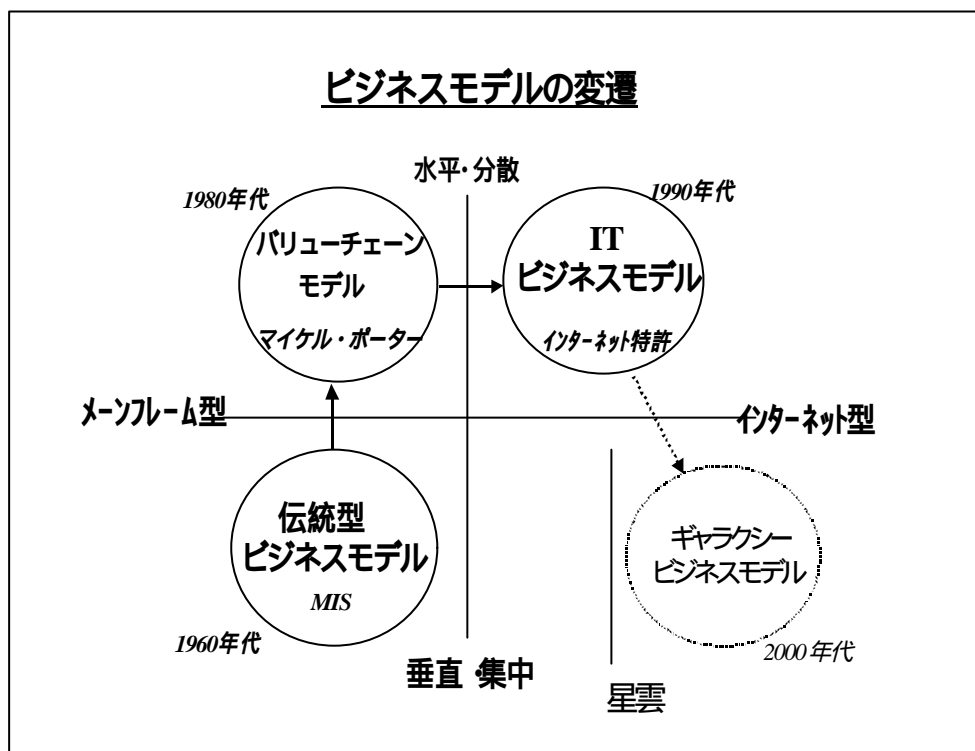 ビジネスモデルの変遷
水平・分散
1980年代
1990年代
バリューチェーン
モデル
マイケル・ポーター
IT
ビジネスモデル
インターネット特許
メーンフレーム型
インターネット型
伝統型
ビジネスモデル
MIS
1960年代
ギャラクシー
ビジネスモデル
2000年代
垂直・集中
星雲